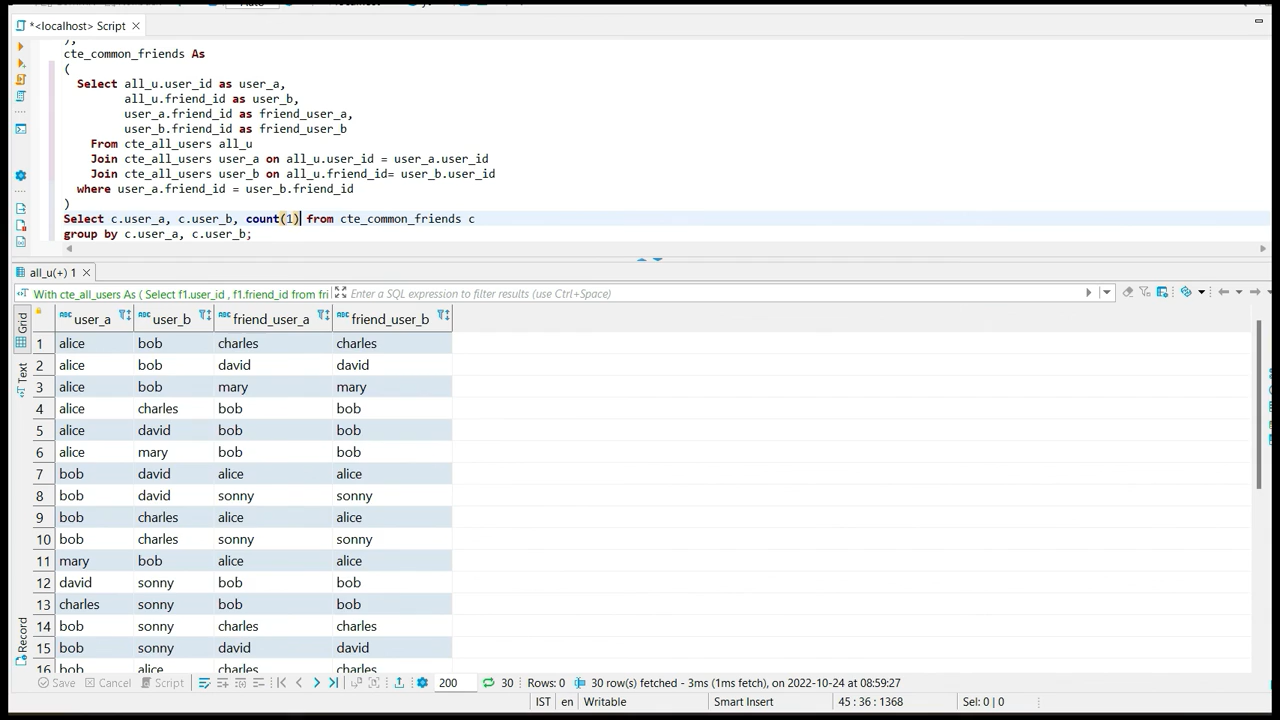 *<localhost> Script
),
cte_common_friends As
(
Select all_u.user_id as user_a,
all_u.friend_id as user_b,
user_a.friend_id as friend_user_a,
user_b.friend_id as friend_user_b
From cte_all_users all_u
Join cte_all_users user_a on all_u.user_id = user_a.user_id
Join cte_all_users user_b on all_u.friend_id= user_b.user_id
where user_a.friend_id = user_b.friend_id
)
Select c.user_a, c.user_b, count(1) from cte_common_friends c
group by c.user_a, c.user_b;
all_u(+) 1
With cte_all_users As ( Select f1.user_id , f1.friend_id from fri Enter a SQL expression to filter results (use Ctrl+Space)
Grid
Text
Record
ABC user_a ABC user_b ABC friend_user_a ABC friend_user_b
1 alice bob charles charles
2 alice bob david david
3 alice bob mary mary
4 alice charles bob bob
5 alice david bob bob
6 alice mary bob bob
7 bob david alice alice
8 bob david sonny sonny
9 bob charles alice alice
10 bob charles sonny sonny
11 mary bob alice alice
12 david sonny bob bob
13 charles sonny bob bob
14 bob sonny charles charles
15 bob sonny david david
16 bob alice charles charles
Save Cancel Script 200 30 Rows: 0 30 row(s) fetched - 3ms (1ms fetch), on 2022-10-24 at 08:59:27
IST en Writable Smart Insert 45 : 36 : 1368 Sel: 0 | 0